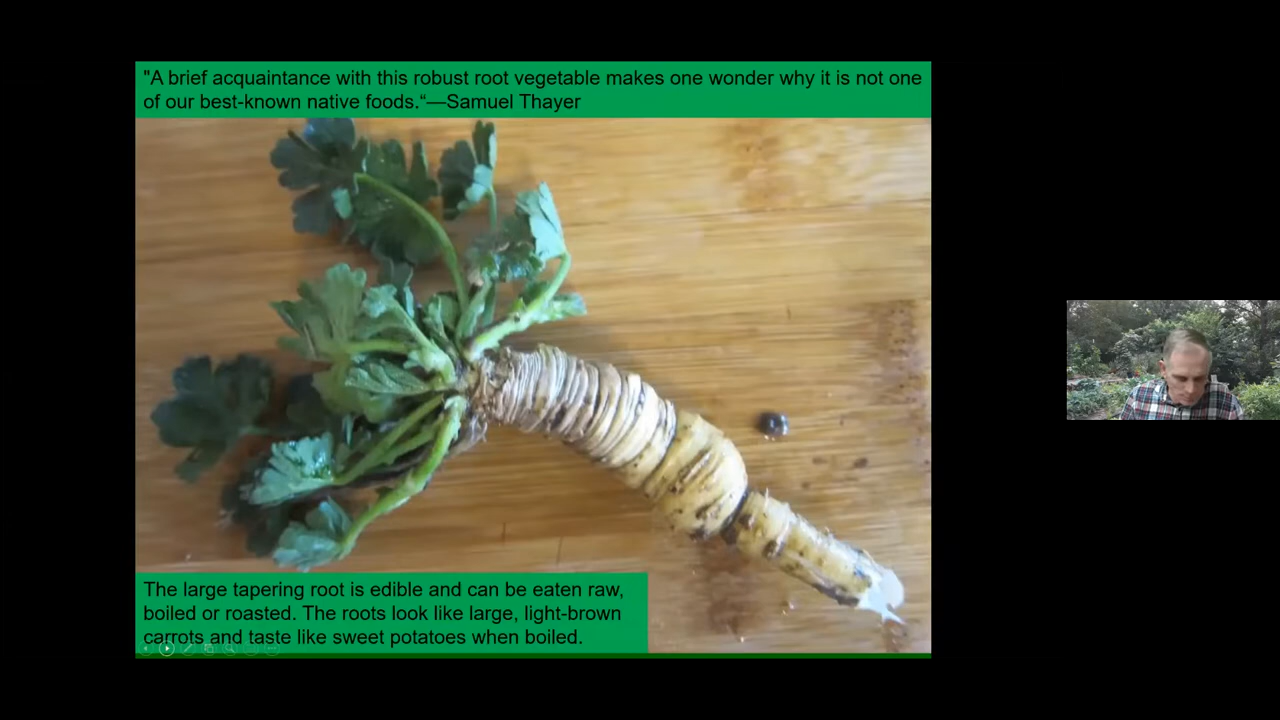 "A brief acquaintance with this robust root vegetable makes one wonder why it is not one
of our best-known native foods.“—Samuel Thayer
The large tapering root is edible and can be eaten raw,
boiled or roasted. The roots look like large, light-brown
carrots and taste like sweet potatoes when boiled.